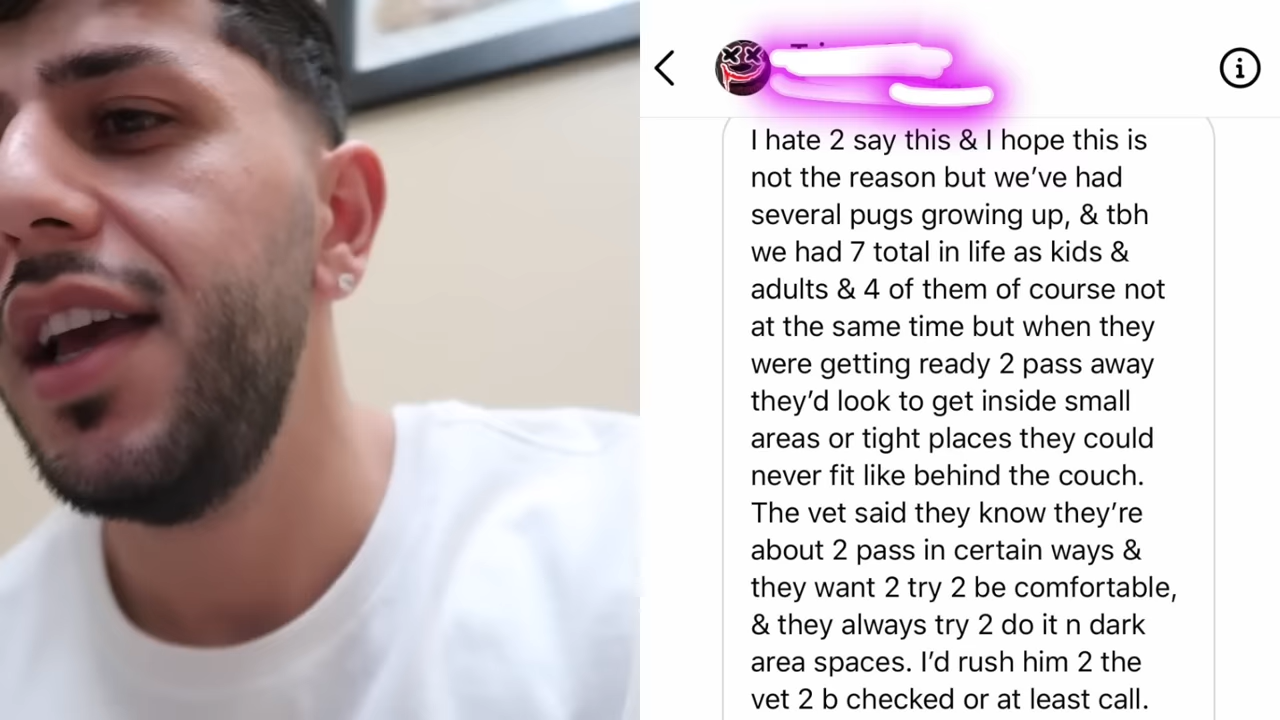 I hate 2 say this & I hope this is
not the reason but we’ve had
several pugs growing up, & tbh
we had 7 total in life as kids &
adults & 4 of them of course not
at the same time but when they
were getting ready 2 pass away
they’d look to get inside small
areas or tight places they could
never fit like behind the couch.
The vet said they know they’re
about 2 pass in certain ways &
they want 2 try 2 be comfortable,
& they always try 2 do it n dark
area spaces. I’d rush him 2 the
vet 2 b checked or at least call.